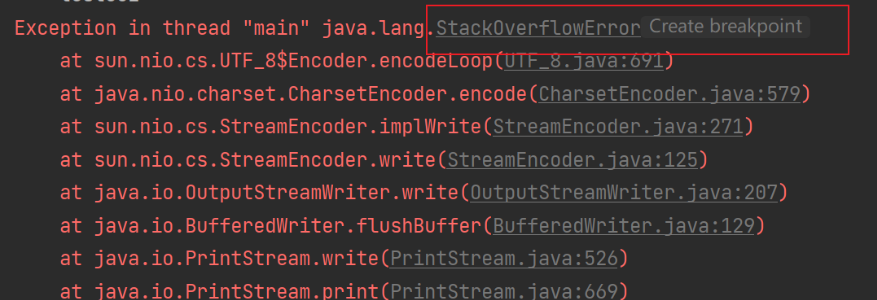 Exception in thread "main" java.lang.StackOverflowError Create breakpoint
at sun.nio.cs.UTF_8$Encoder.encodeLoop(UTF_8.java:691)
at java.nio.charset.CharsetEncoder.encode(CharsetEncoder.java:579)
at sun.nio.cs.StreamEncoder.implWrite(StreamEncoder.java:271)
at sun.nio.cs.StreamEncoder.write(StreamEncoder.java:125)
at java.io.OutputStreamWriter.write(OutputStreamWriter.java:207)
at java.io.BufferedWriter.flushBuffer(BufferedWriter.java:129)
at java.io.PrintStream.write(PrintStream.java:526)
at java.io.PrintStream.print(PrintStream.java:669)